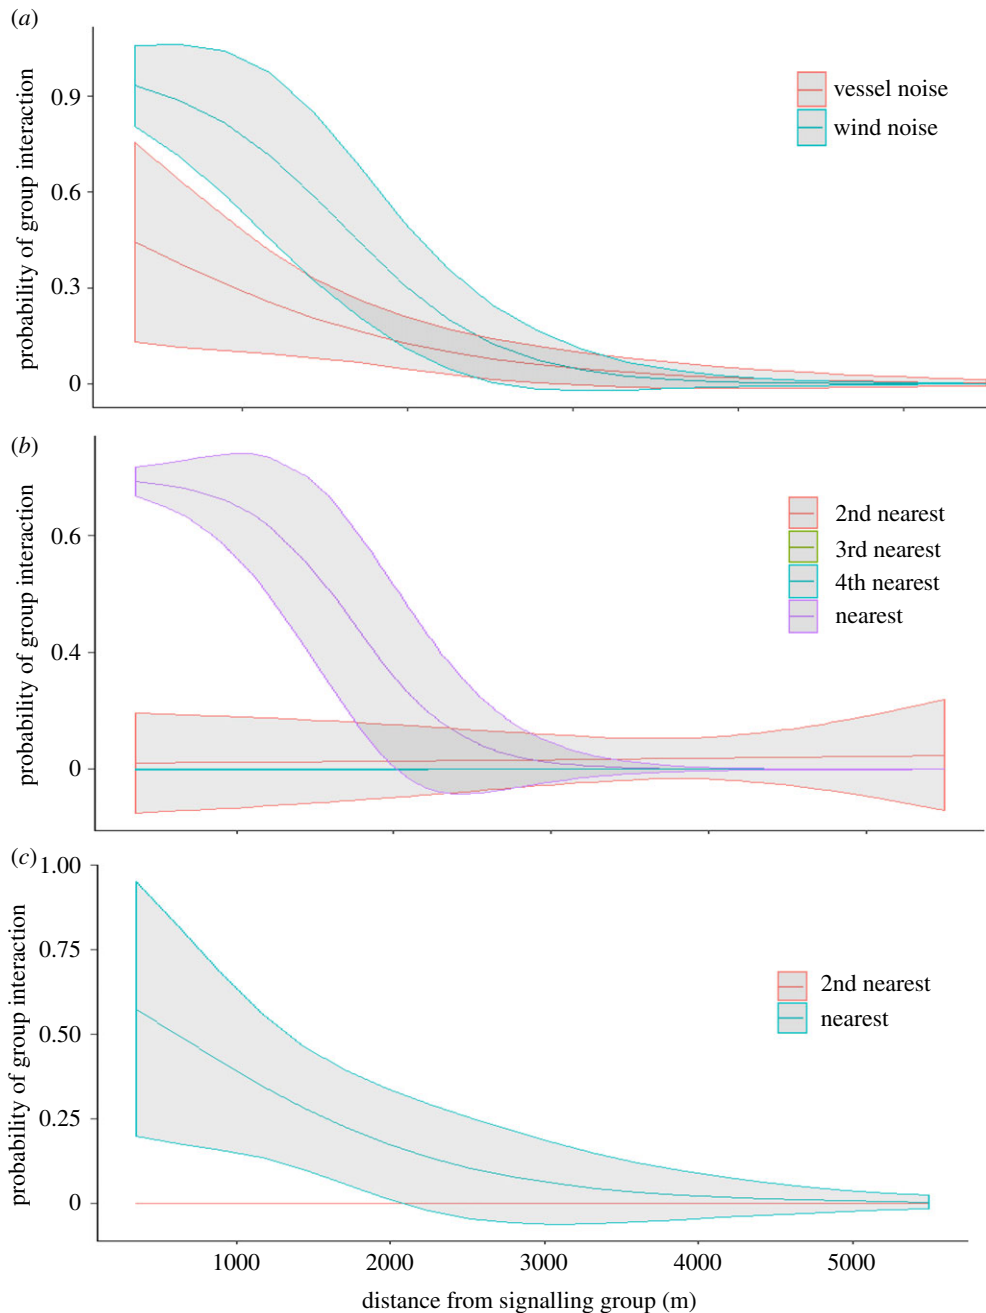 (a)
probability of group interaction
0.9
0.6
0.3
0
vessel noise
wind noise
(b)
probability of group interaction
0.6
0.4
0
2nd nearest
3rd nearest
4th nearest
nearest
(c)
probability of group interaction
1.00
0.75
0.50
0.25
0
2nd nearest
nearest
1000 2000 3000 4000 5000
distance from signalling group (m)